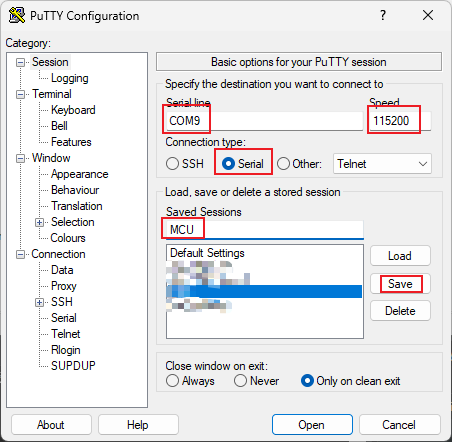 PuTTY Configuration
?
Category:
Session
Logging
Terminal
Keyboard
Bell
Features
Window
Appearance
Behaviour
Translation
Selection
Colours
Connection
Data
Proxy
SSH
Serial
Telnet
Rlogin
SUPDUP
Basic options for your PuTTY session
Specify the destination you want to connect to
Serial line
Speed
COM9
115200
Connection type:
SSH
Serial
Other:
Telnet
Load, save or delete a stored session
Saved Sessions
MCU
Default Settings
Load
Save
Delete
Close window on exit:
Always
Never
Only on clean exit
About
Help
Open
Cancel